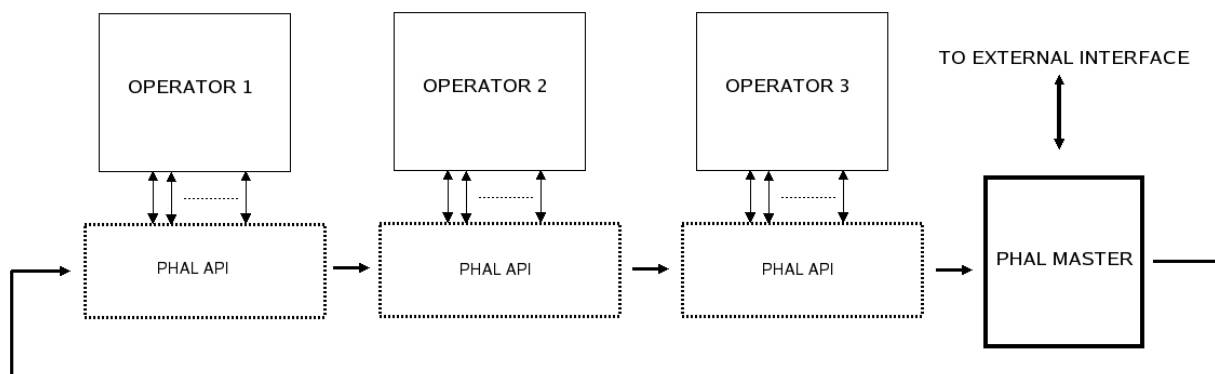 OPERATOR 1
OPERATOR 2
OPERATOR 3
TO EXTERNAL INTERFACE
PHAL API
PHAL API
PHAL API
PHAL MASTER